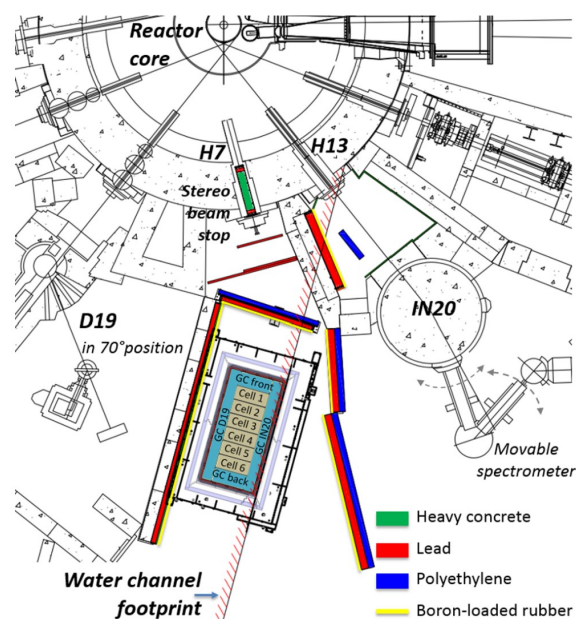 Reactor
core
H7
H13
Stereo
beam
stop
D19
in 70°position
IN20
GC front
Cell 1
Cell 2
Cell 3
Cell 4
Cell 5
Cell 6
GC back
GC D19
GC IN20
Movable
spectrometer
Heavy concrete
Lead
Polyethylene
Boron-loaded rubber
Water channel
footprint